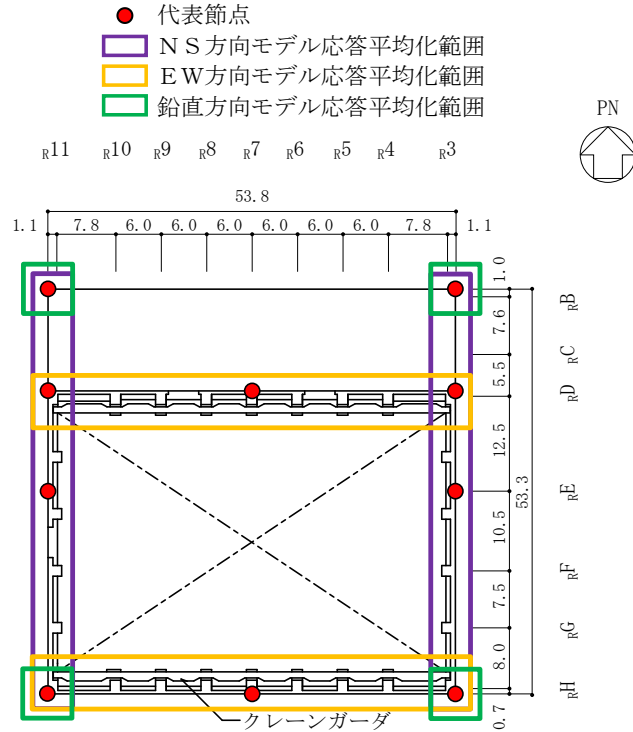 代表節点
ＮＳ方向モデル応答平均化範囲
ＥＷ方向モデル応答平均化範囲
鉛直方向モデル応答平均化範囲
PN
R11 R10 R9 R8 R7 R6 R5 R4 R3
53.8
1.1 7.8 6.0 6.0 6.0 6.0 6.0 6.0 7.8 1.1
1.0
RB
7.6
RC
5.5
RD
12.5
53.3
RE
10.5
RF
7.5
RG
8.0
RH
0.7
クレーンガーダ